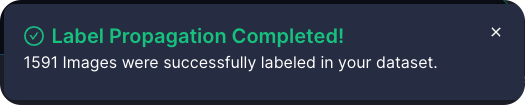 Label Propagation Completed!
1591 Images were successfully labeled in your dataset.